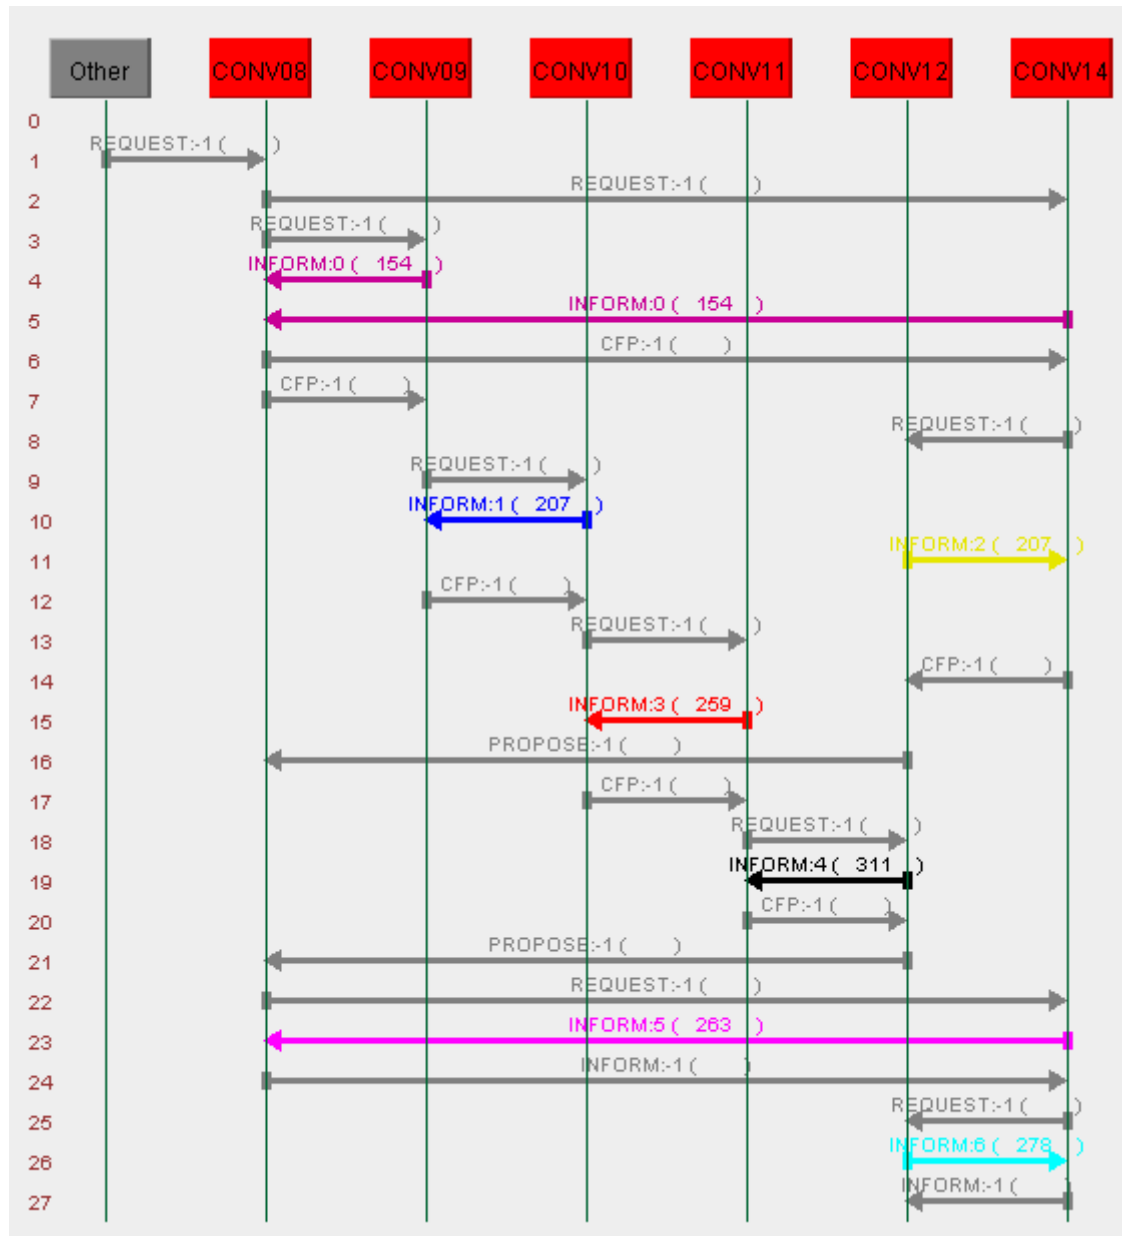 Other CONV08 CONV09 CONV10 CONV11 CONV12 CONV14
0
REQUEST:-1 (      )
1
REQUEST:-1 (      )
2
REQUEST:-1 (      )
3
INFORM:0 (  154   )
4
INFORM:0 (  154   )
5
CFP:-1 (      )
6
CFP:-1 (      )
7
REQUEST:-1 (      )
8
REQUEST:-1 (      )
9
INFORM:1 (  207   )
10
INFORM:2 (  207   )
11
CFP:-1 (      )
12
REQUEST:-1 (      )
13
CFP:-1 (      )
14
INFORM:3 (  259   )
15
PROPOSE:-1 (      )
16
CFP:-1 (      )
17
REQUEST:-1 (      )
18
INFORM:4 (  311   )
19
CFP:-1 (      )
20
PROPOSE:-1 (      )
21
REQUEST:-1 (      )
22
INFORM:5 (  263   )
23
INFORM:-1 (      )
24
REQUEST:-1 (      )
25
INFORM:6 (  278   )
26
INFORM:-1 (      )
27